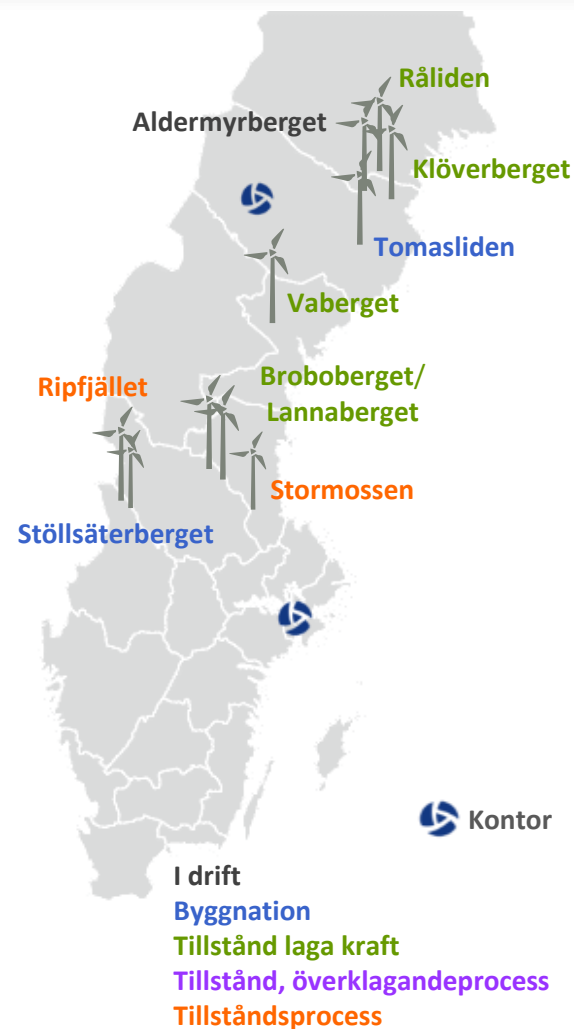 Råliden
Aldermyrberget
Klöverberget
Tomasliden
Vaberget
Broboberget/
Lannaberget
Ripfjället
Stormossen
Stöllsäterberget
Kontor
I drift
Byggnation
Tillstånd laga kraft
Tillstånd, överklagandeprocess
Tillståndsprocess